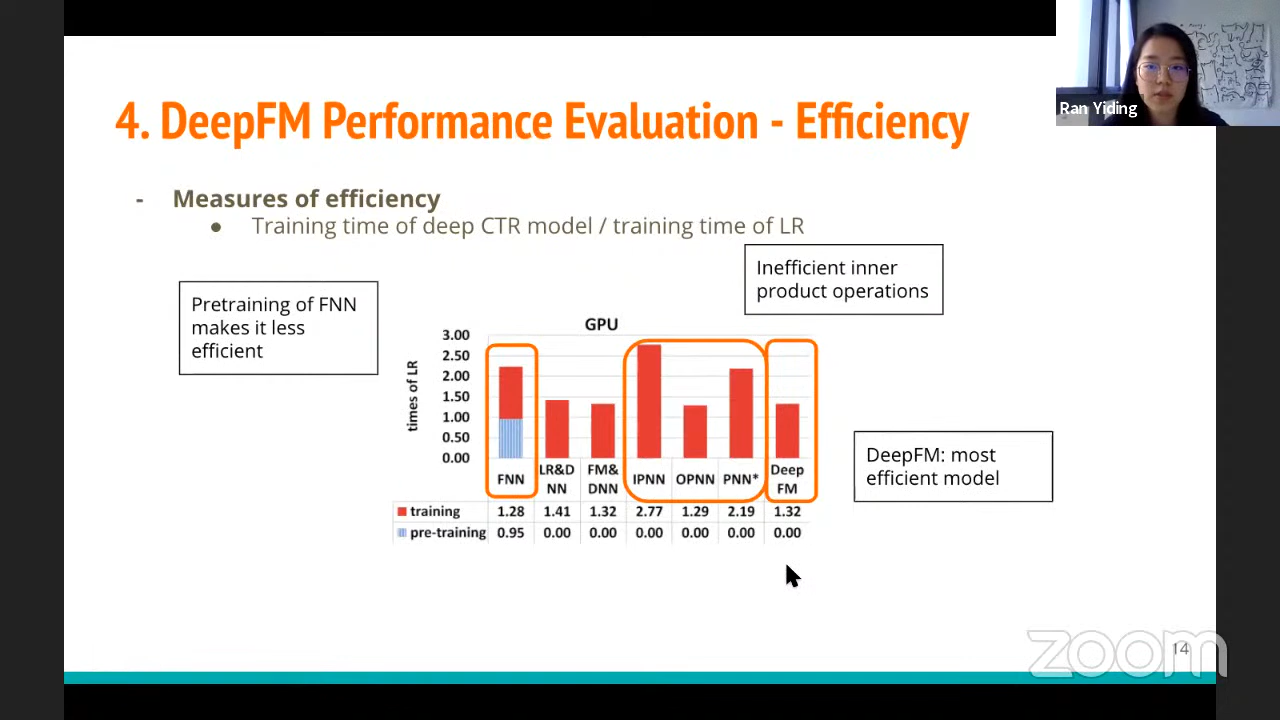 Ran Yiding
4. DeepFM Performance Evaluation - Efficiency
- Measures of efficiency
● Training time of deep CTR model / training time of LR
Inefficient inner
product operations
Pretraining of FNN
makes it less
efficient
GPU
3.00
2.50
2.00
1.50
1.00
0.50
0.00
times of LR
FNN LR&D NN FM& DNN IPNN OPNN PNN* Deep FM
training 1.28 1.41 1.32 2.77 1.29 2.19 1.32
pre-training 0.95 0.00 0.00 0.00 0.00 0.00 0.00
DeepFM: most
efficient model
zoom
14